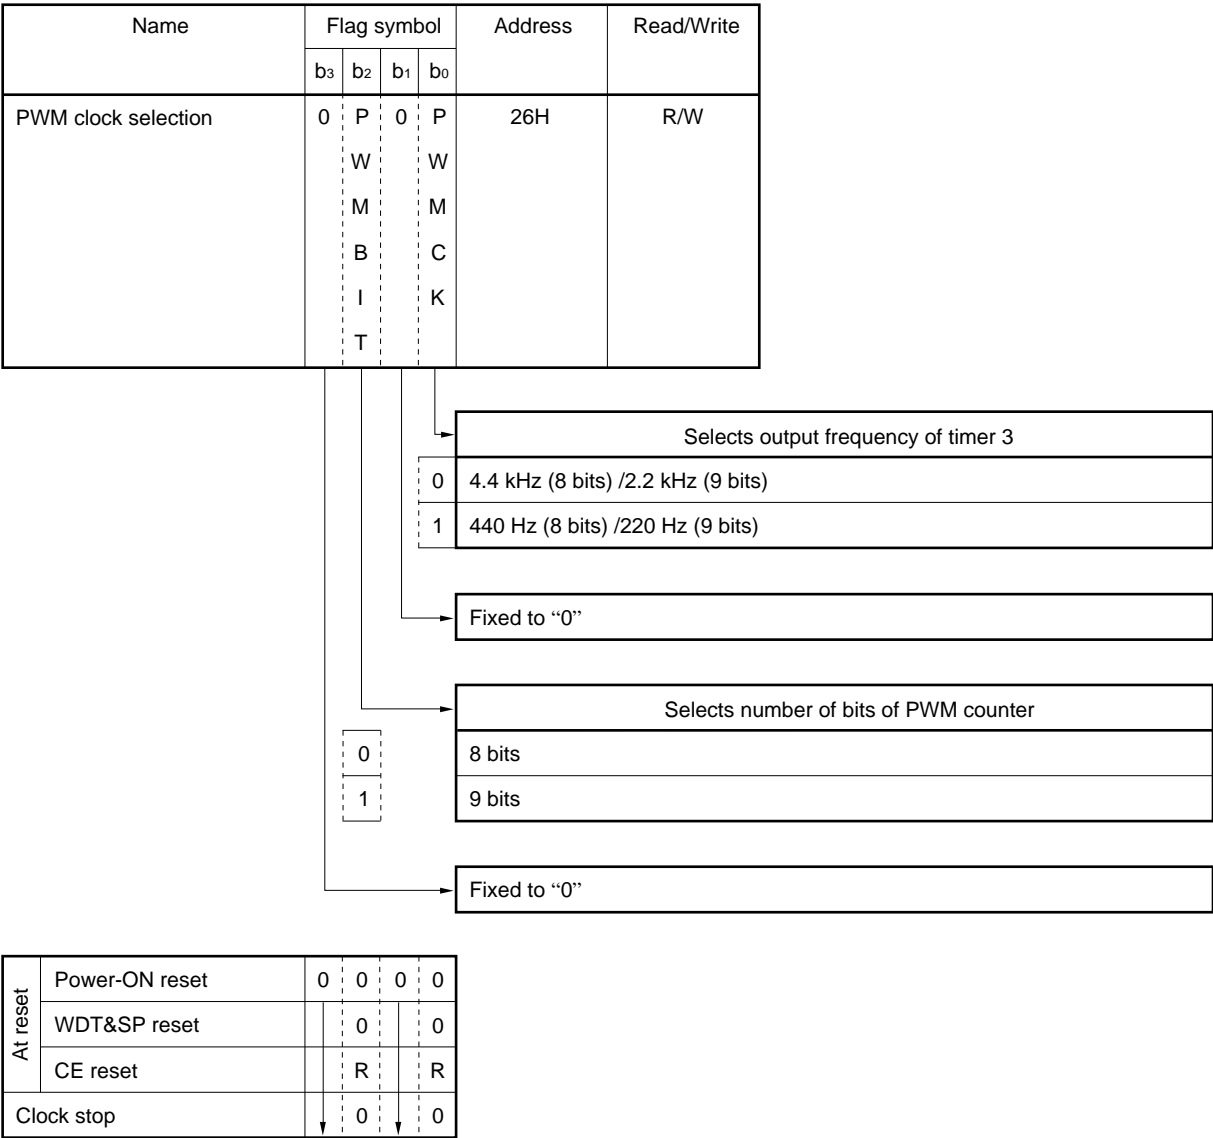 Name Flag symbol Address Read/Write
b3 b2 b1 b0
PWM clock selection 0 P 0 P 26H R/W
W W
M M
B C
I K
T
Selects output frequency of timer 3
0 4.4 kHz (8 bits) /2.2 kHz (9 bits)
1 440 Hz (8 bits) /220 Hz (9 bits)
Fixed to “0”
Selects number of bits of PWM counter
0 8 bits
1 9 bits
Fixed to “0”
At reset
Power-ON reset 0 0 0 0
WDT&SP reset 0 0
CE reset R R
Clock stop 0 0